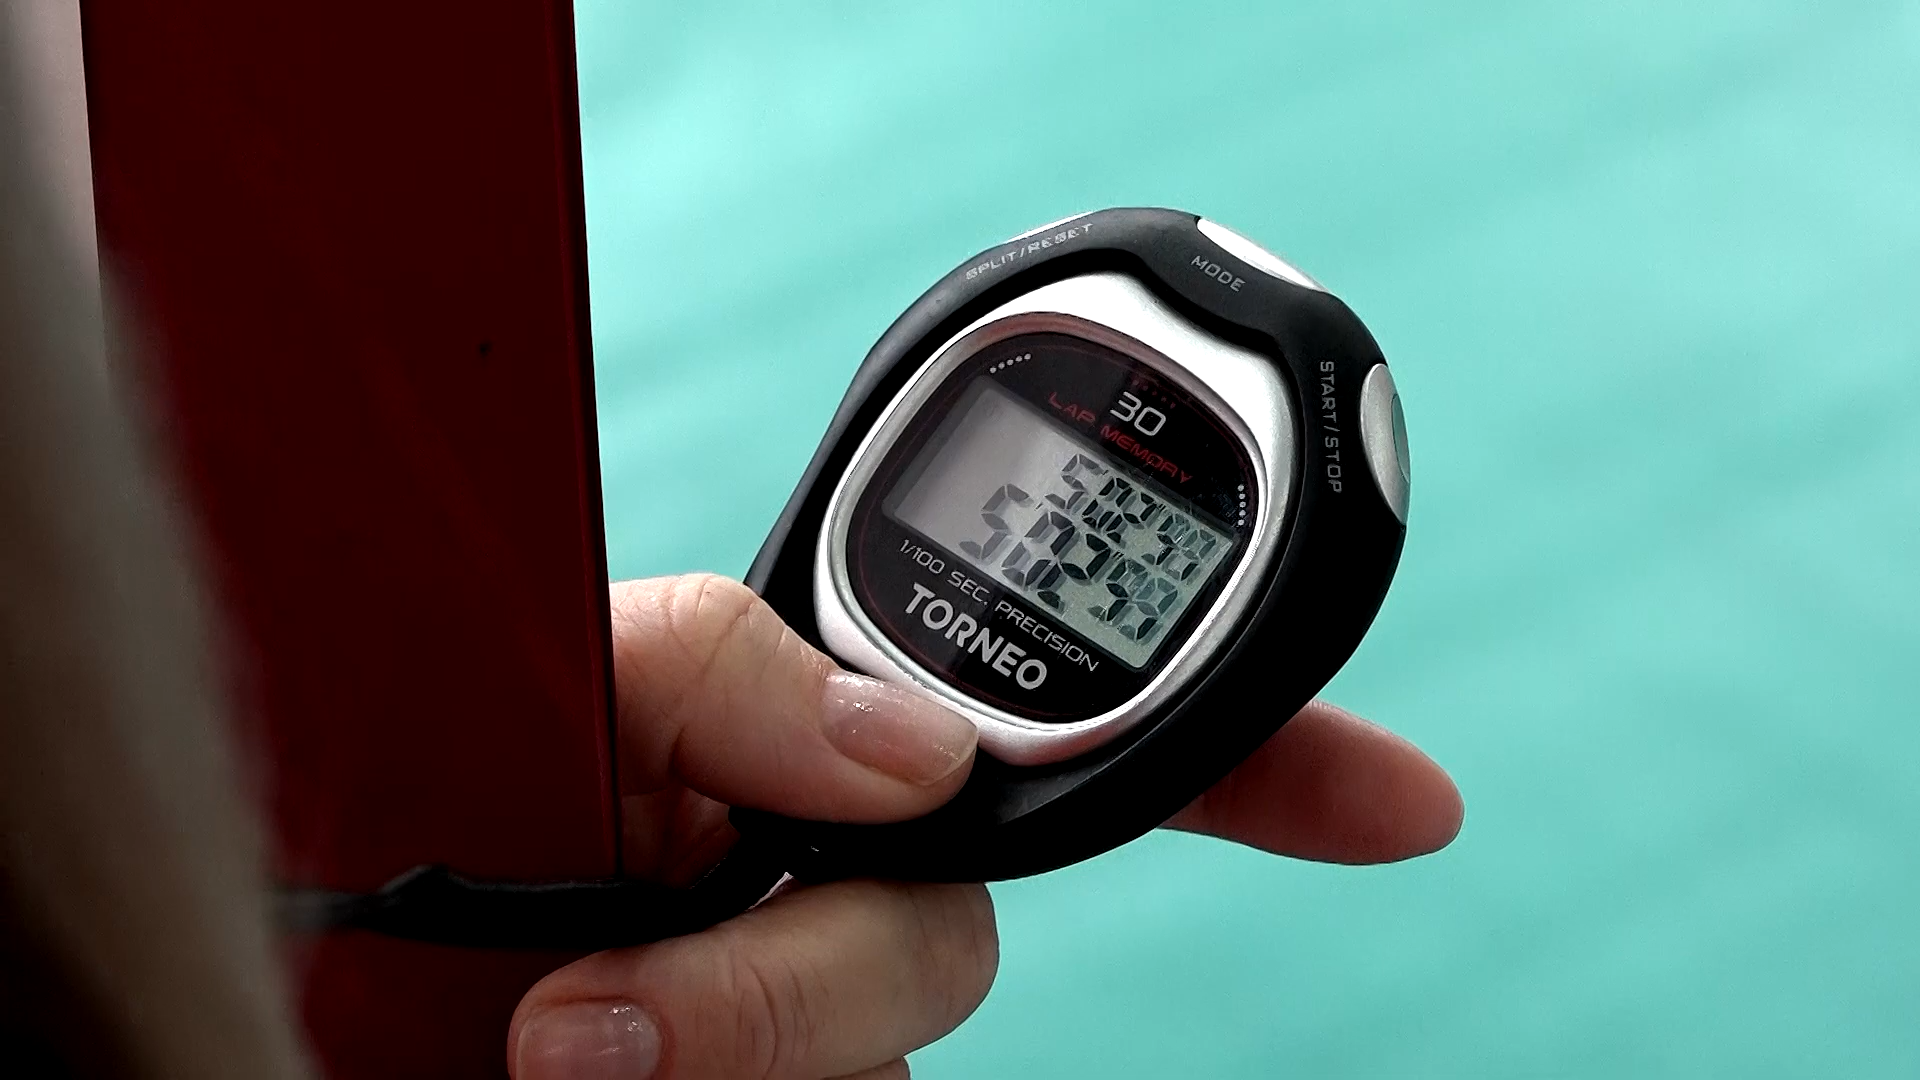 SPLIT/RESET
MODE
START/STOP
30
LAP MEMORY
1/100 SEC. PRECISION
TORNEO